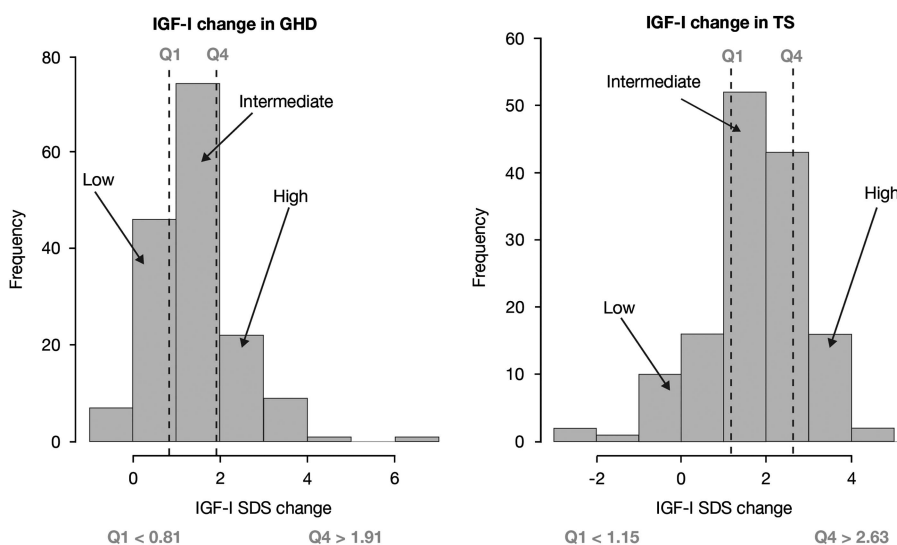 IGF-I change in GHD
Q1 Q4
80
60
40
20
0
Frequency
Low
Intermediate
High
0 2 4 6
IGF-I SDS change
Q1 < 0.81 Q4 > 1.91
IGF-I change in TS
Q1 Q4
60
50
40
30
20
10
0
Frequency
Intermediate
High
Low
-2 0 2 4
IGF-I SDS change
Q1 < 1.15 Q4 > 2.63